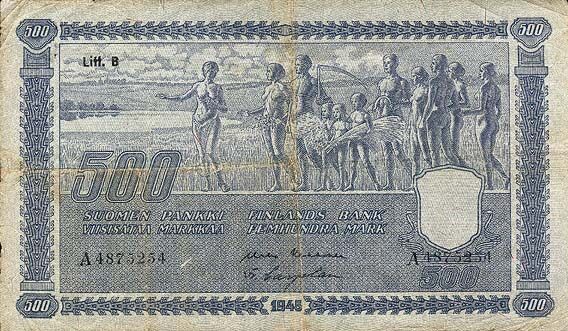 500 500
Litt. B
500
SUOMEN PANKKI FINLANDS BANK
VIISISATAA MARKKAA FEMHUNDRA MARK
A 4875254 A 4875254
500
500 1945 500